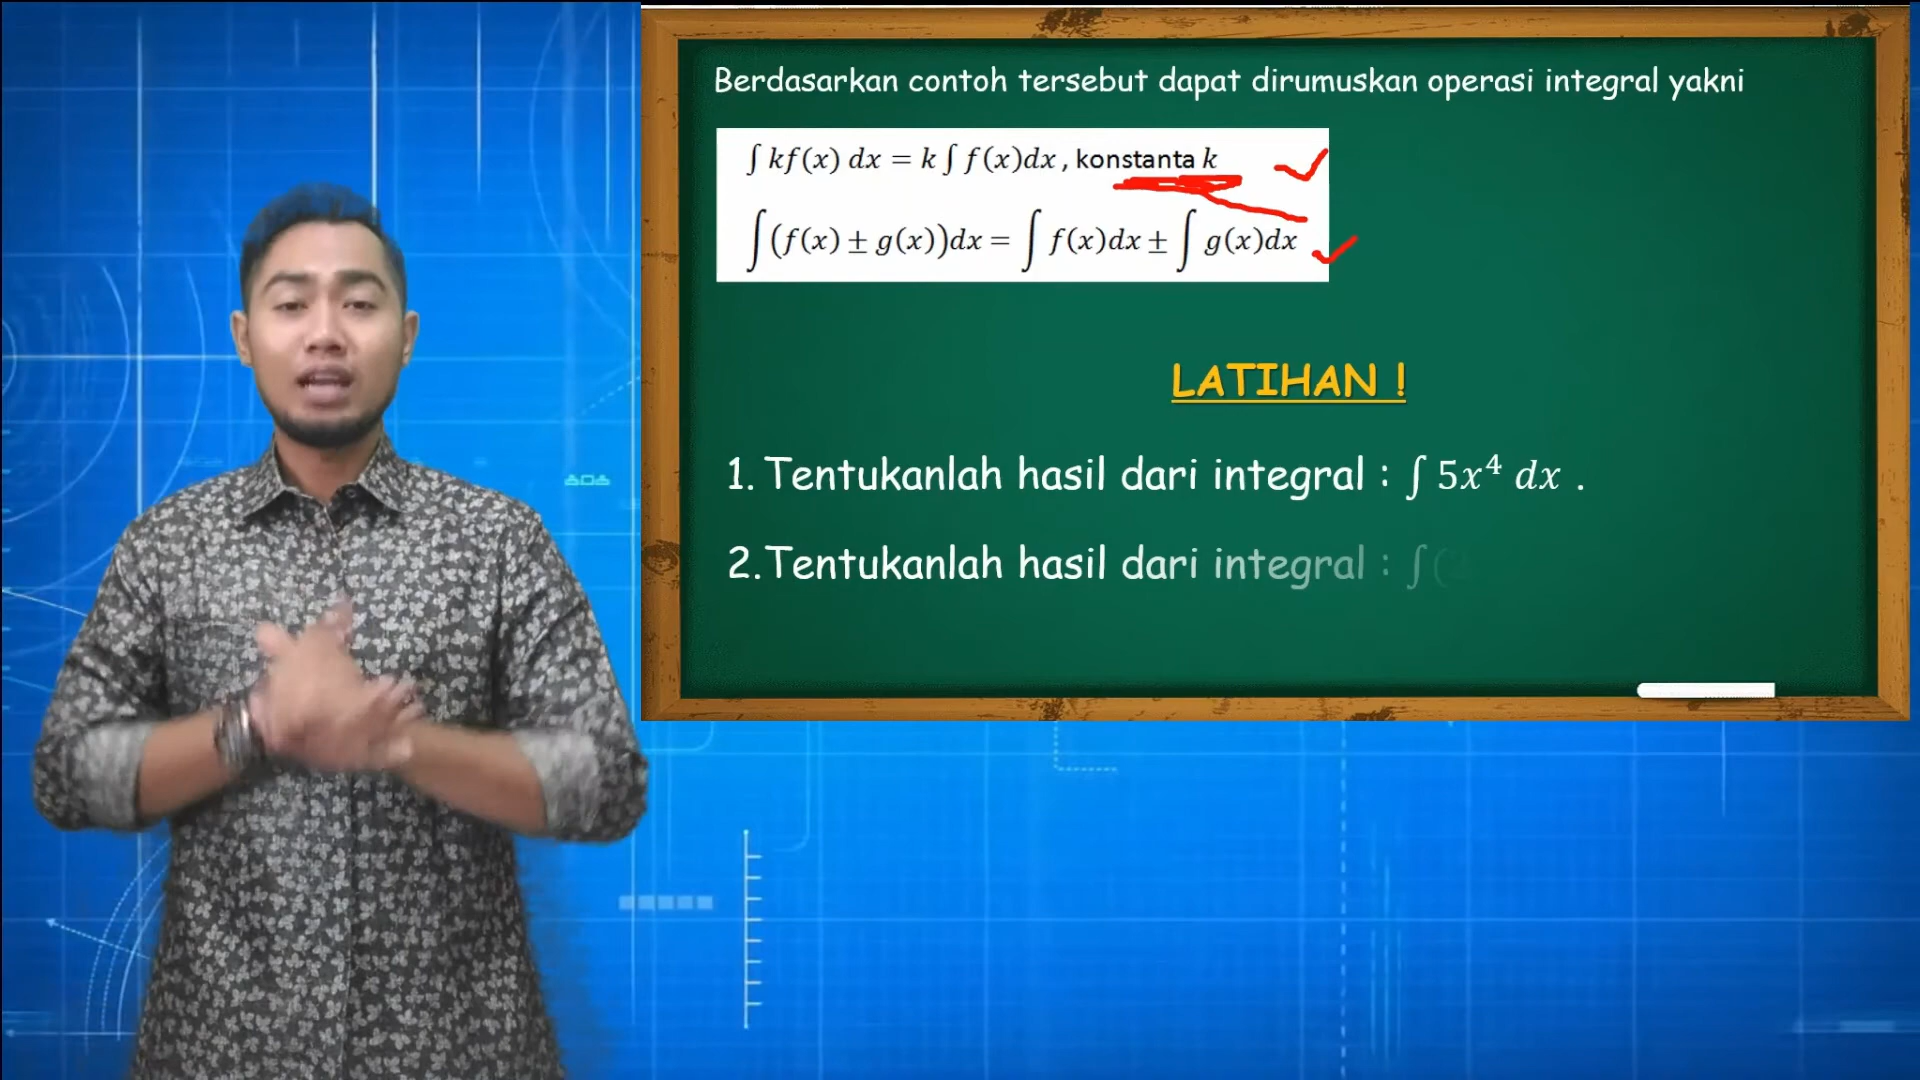 Berdasarkan contoh tersebut dapat dirumuskan operasi integral yakni
∫ kf(x) dx = k ∫ f(x)dx , konstanta k
∫(f(x) ± g(x))dx = ∫ f(x)dx ± ∫ g(x)dx
LATIHAN !
1. Tentukanlah hasil dari integral : ∫ 5x⁴ dx .
2. Tentukanlah hasil dari integral : ∫(